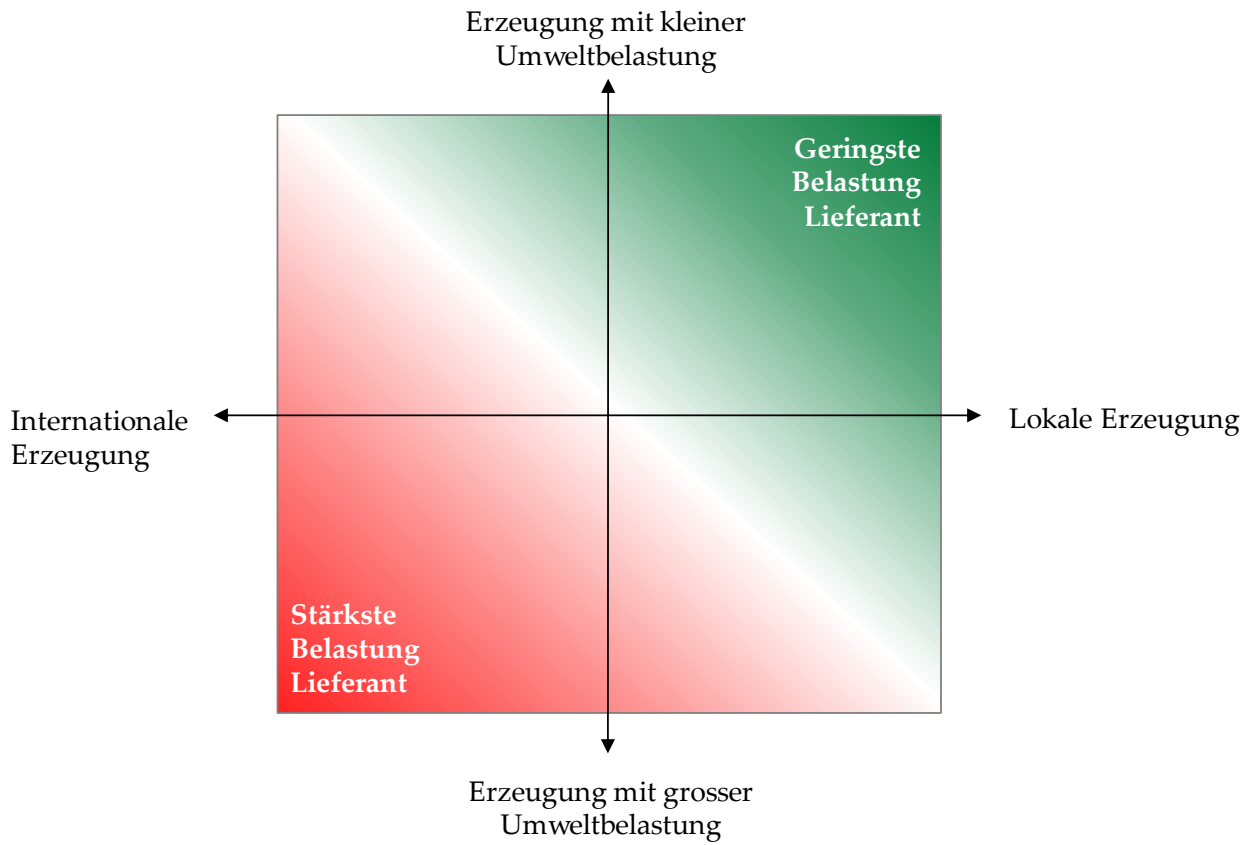 Erzeugung mit kleiner
Umweltbelastung
Geringste
Belastung
Lieferant
Internationale
Erzeugung
Lokale Erzeugung
Stärkste
Belastung
Lieferant
Erzeugung mit grosser
Umweltbelastung